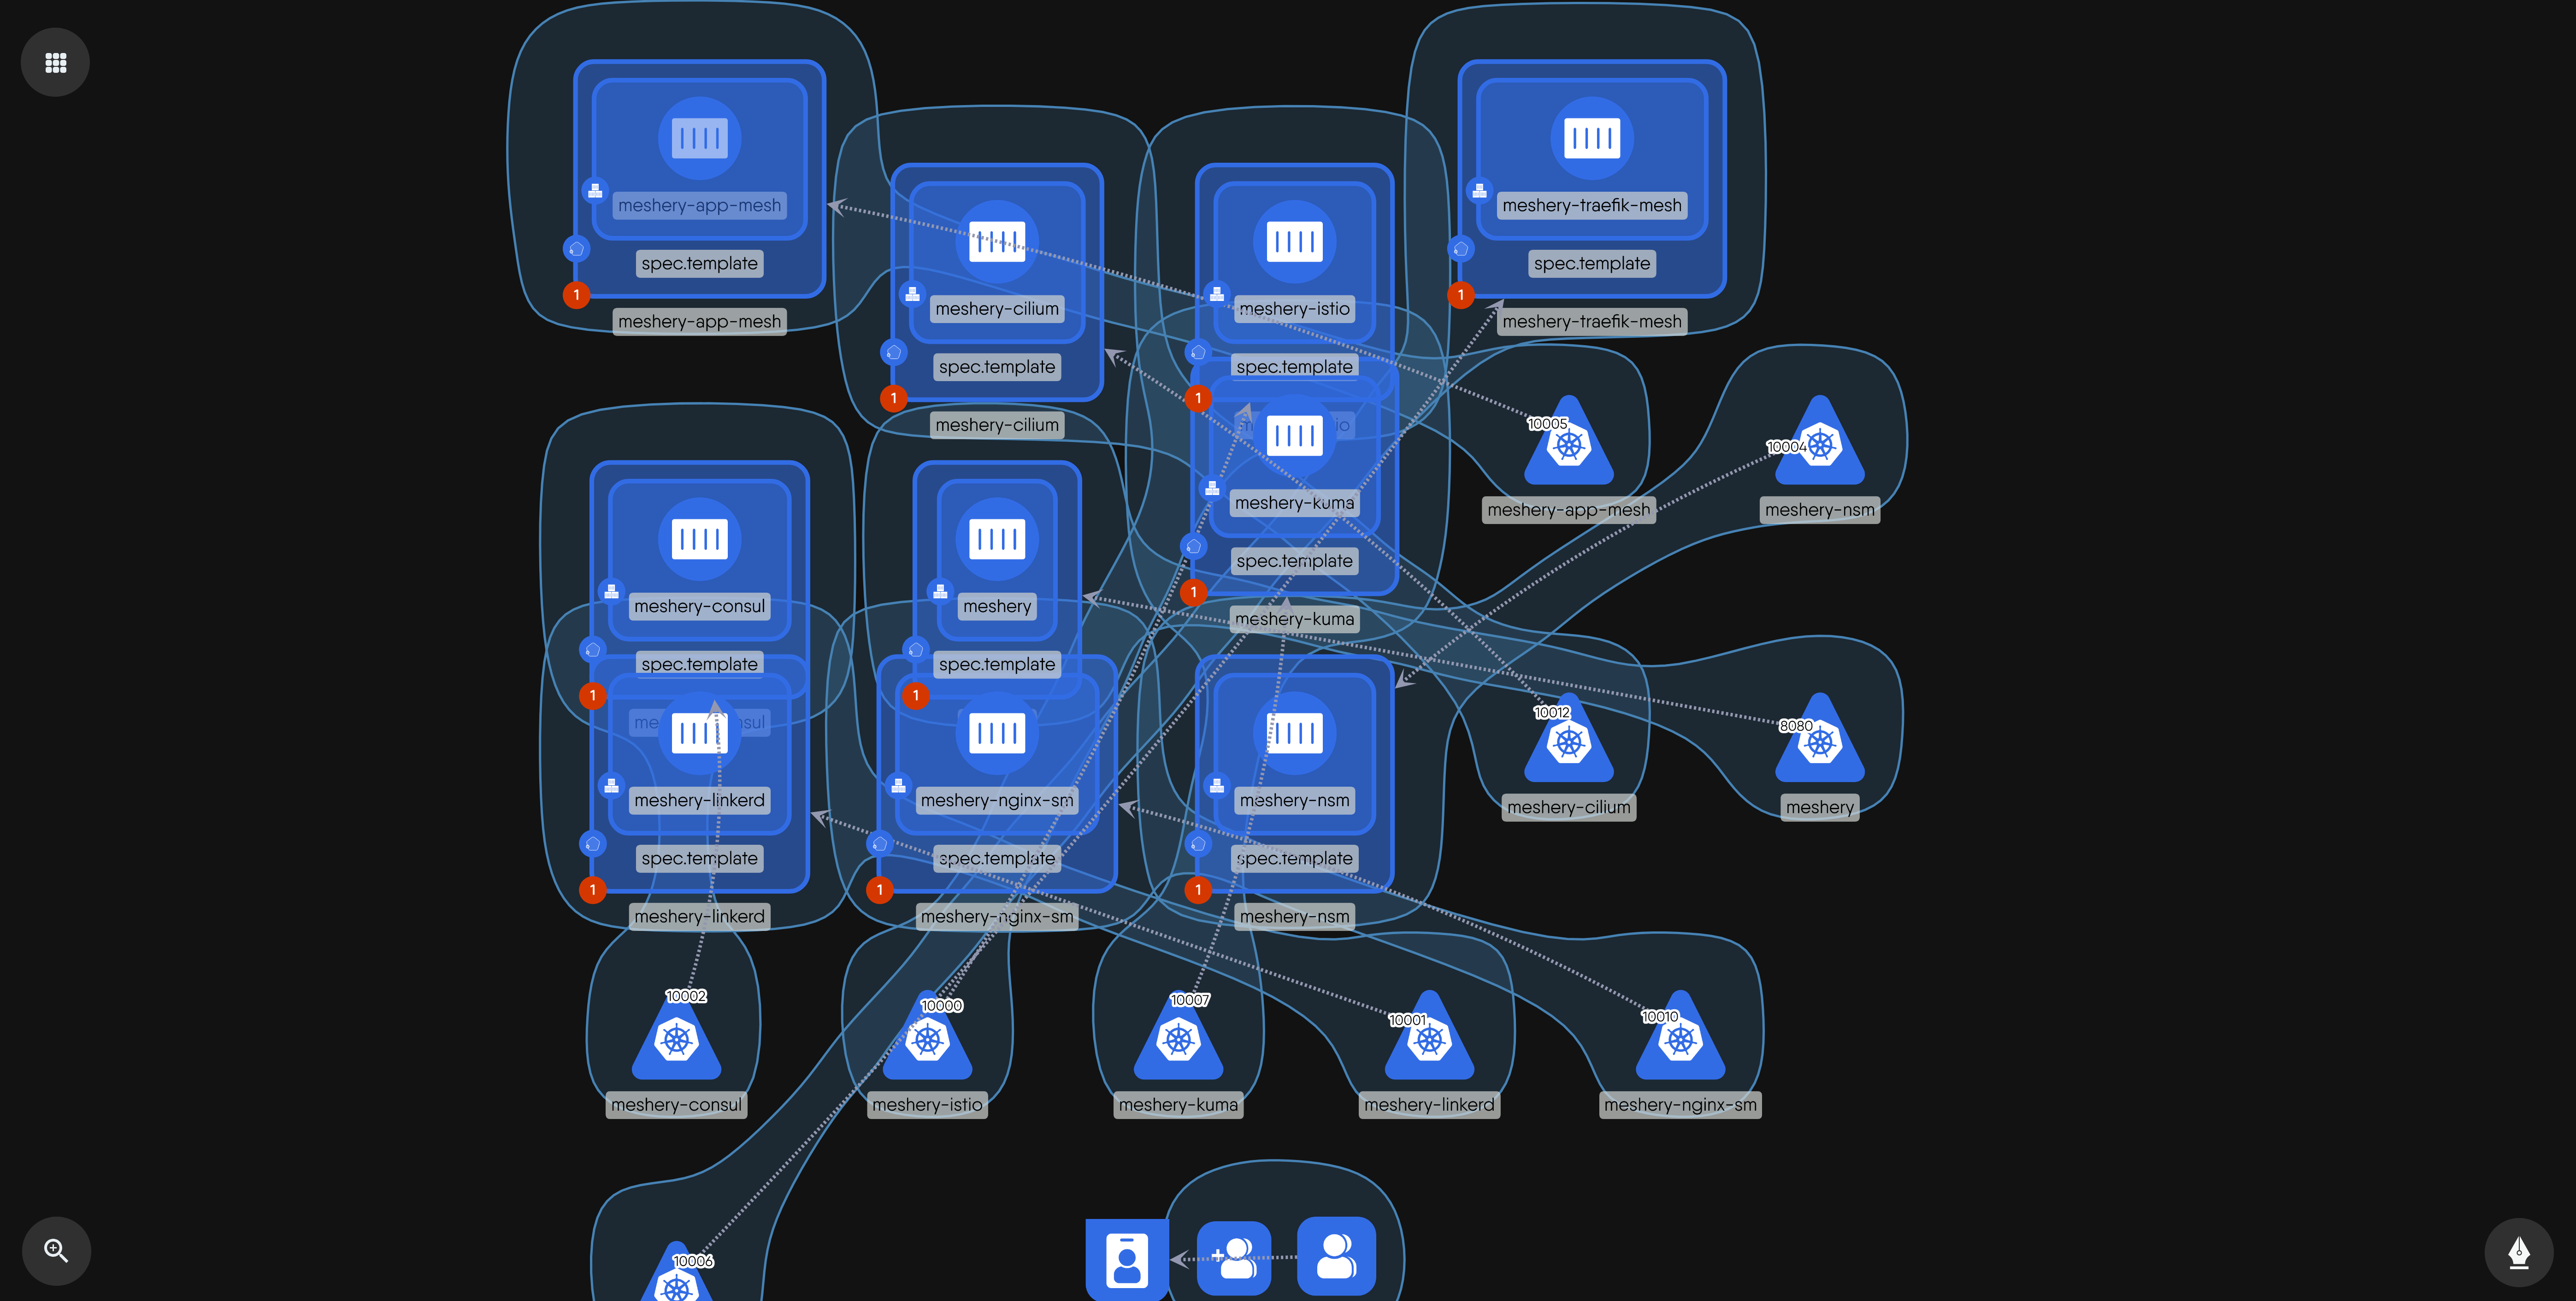 meshery-app-mesh
spec.template
1
meshery-app-mesh
meshery-cilium
spec.template
1
meshery-cilium
meshery-istio
spec.template
1
meshery-traefik-mesh
spec.template
1
meshery-traefik-mesh
meshery-kuma
spec.template
1
meshery-kuma
10005
meshery-app-mesh
10004
meshery-nsm
meshery-consul
spec.template
1
meshery
spec.template
1
meshery-linkerd
spec.template
1
meshery-linkerd
meshery-nginx-sm
spec.template
1
meshery-nginx-sm
meshery-nsm
spec.template
1
meshery-nsm
10012
meshery-cilium
8080
meshery
10002
meshery-consul
10000
meshery-istio
10007
meshery-kuma
10001
meshery-linkerd
10010
meshery-nginx-sm
10006